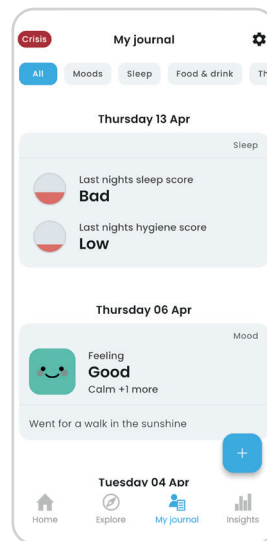 Crisis
My journal
All
Moods
Sleep
Food & drink
Th
Thursday 13 Apr
Sleep
Last nights sleep score
Bad
Last nights hygiene score
Low
Thursday 06 Apr
Mood
Feeling
Good
Calm +1 more
Went for a walk in the sunshine
+
Tuesday 04 Apr
Home
Explore
My journal
Insights